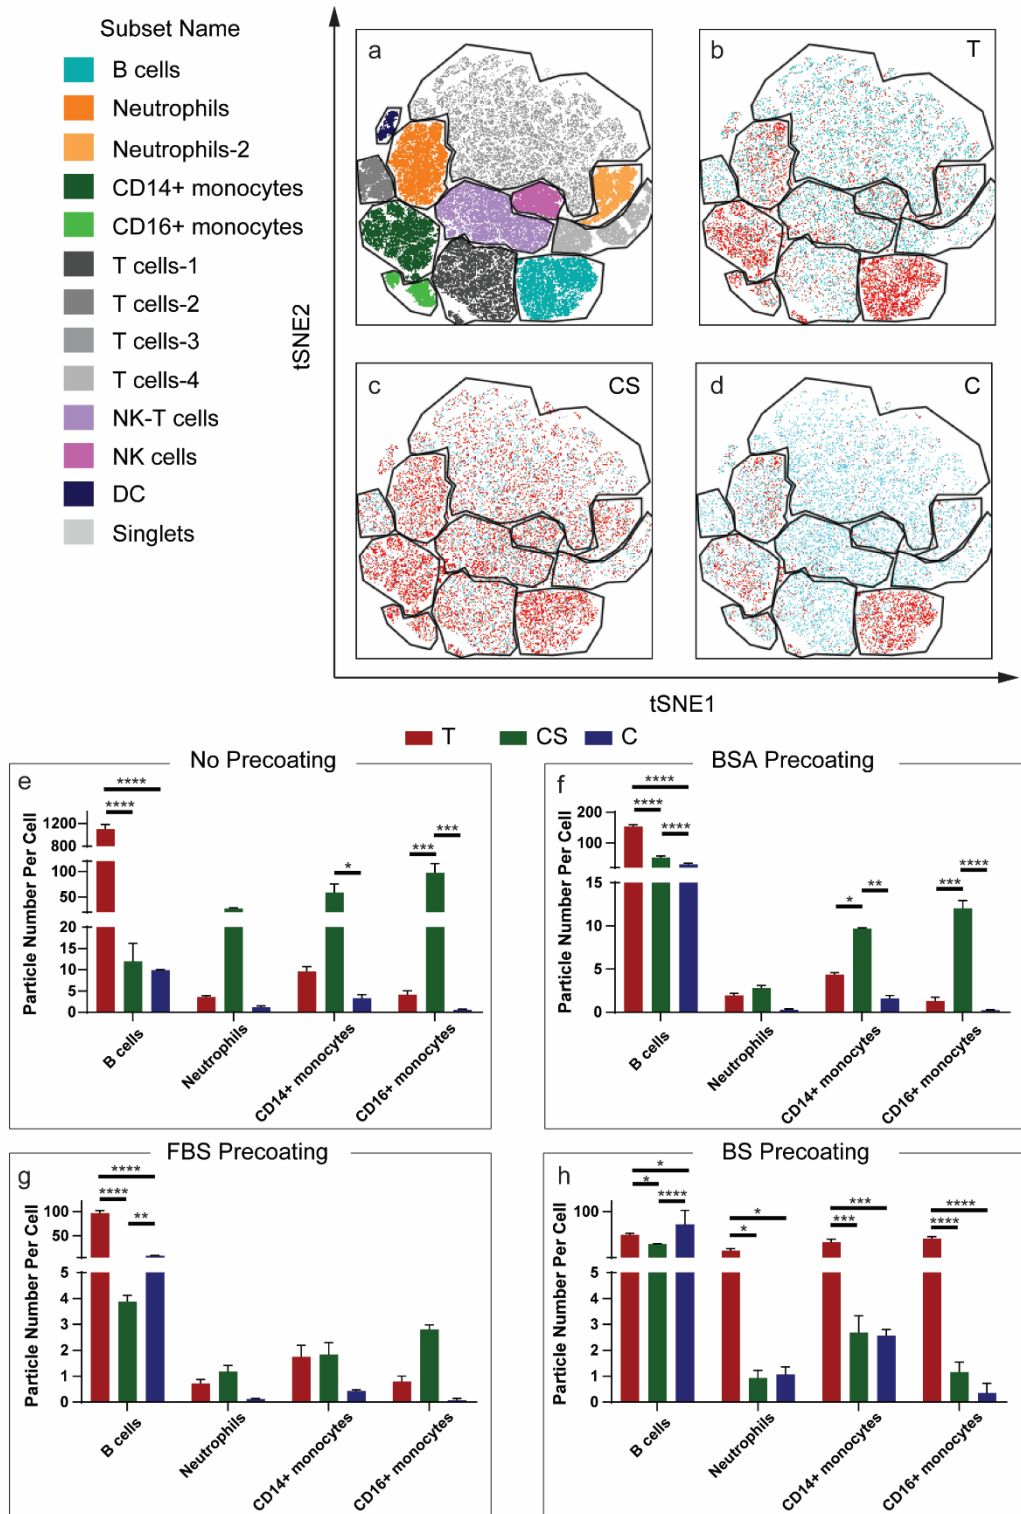 Subset Name
B cells
Neutrophils
Neutrophils-2
CD14+ monocytes
CD16+ monocytes
T cells-1
T cells-2
T cells-3
T cells-4
NK-T cells
NK cells
DC
Singlets
a
b T
c CS
d C
tSNE2
tSNE1
T CS C
e No Precoating
Particle Number Per Cell
1200
800
100
50
20
15
10
5
0
****
****
*
***
***
B cells
Neutrophils
CD14+ monocytes
CD16+ monocytes
f BSA Precoating
Particle Number Per Cell
200
100
15
10
5
0
****
****
****
*
**
***
****
B cells
Neutrophils
CD14+ monocytes
CD16+ monocytes
g FBS Precoating
Particle Number Per Cell
100
50
5
4
3
2
1
0
****
****
**
B cells
Neutrophils
CD14+ monocytes
CD16+ monocytes
h BS Precoating
Particle Number Per Cell
100
5
4
3
2
1
0
*
*
****
*
*
***
***
****
****
B cells
Neutrophils
CD14+ monocytes
CD16+ monocytes